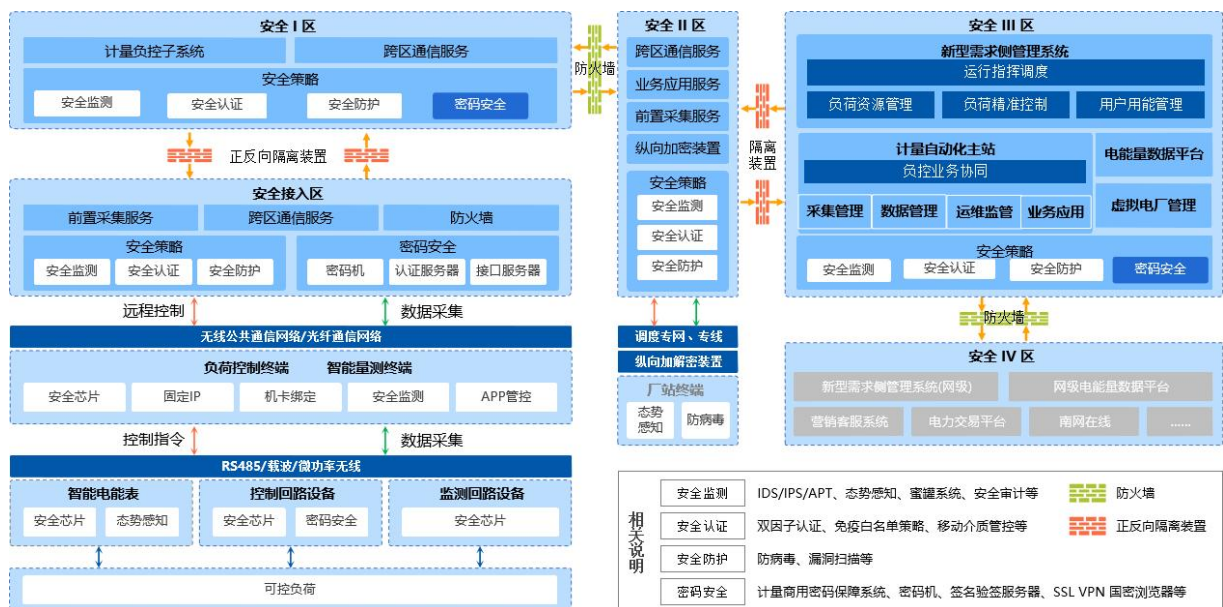 安全 I 区
计量负控子系统
跨区通信服务
安全策略
安全监测
安全认证
安全防护
密码安全
正反向隔离装置
安全接入区
前置采集服务
跨区通信服务
防火墙
安全策略
安全监测
安全认证
安全防护
密码安全
密码机
认证服务器
接口服务器
远程控制
数据采集
无线公共通信网络/光纤通信网络
负荷控制终端
智能量测终端
安全芯片
固定IP
机卡绑定
安全监测
APP管控
控制指令
数据采集
RS485/载波/微功率无线
智能电能表
安全芯片
态势感知
控制回路设备
安全芯片
密码安全
监测回路设备
安全芯片
可控负荷
防火墙
安全 II 区
跨区通信服务
业务应用服务
前置采集服务
纵向加密装置
安全策略
安全监测
安全认证
安全防护
调度专网、专线
纵向加解密装置
厂站终端
态势
感知
防病毒
隔离
装置
安全 III 区
新型需求侧管理系统
运行指挥调度
负荷资源管理
负荷精准控制
用户用能管理
计量自动化主站
负控业务协同
采集管理
数据管理
运维监管
业务应用
电能量数据平台
虚拟电厂管理
安全策略
安全监测
安全认证
安全防护
密码安全
防火墙
安全 IV 区
新型需求侧管理系统(网级)
网级电能量数据平台
营销客服系统
电力交易平台
南网在线
......
相关说明
安全监测
IDS/IPS/APT、态势感知、蜜罐系统、安全审计等
安全认证
双因子认证、免疫白名单策略、移动介质管控等
安全防护
防病毒、漏洞扫描等
密码安全
计量商用密码保障系统、密码机、签名验签服务器、SSL VPN 国密浏览器等
防火墙
正反向隔离装置